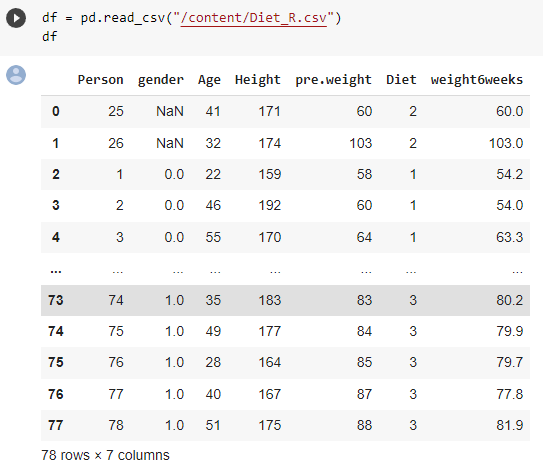 df = pd.read_csv("/content/Diet_R.csv")
df
Person gender Age Height pre.weight Diet weight6weeks
0 25 NaN 41 171 60 2 60.0
1 26 NaN 32 174 103 2 103.0
2 1 0.0 22 159 58 1 54.2
3 2 0.0 46 192 60 1 54.0
4 3 0.0 55 170 64 1 63.3
... ... ... ... ... ... ... ...
73 74 1.0 35 183 83 3 80.2
74 75 1.0 49 177 84 3 79.9
75 76 1.0 28 164 85 3 79.7
76 77 1.0 40 167 87 3 77.8
77 78 1.0 51 175 88 3 81.9
78 rows × 7 columns